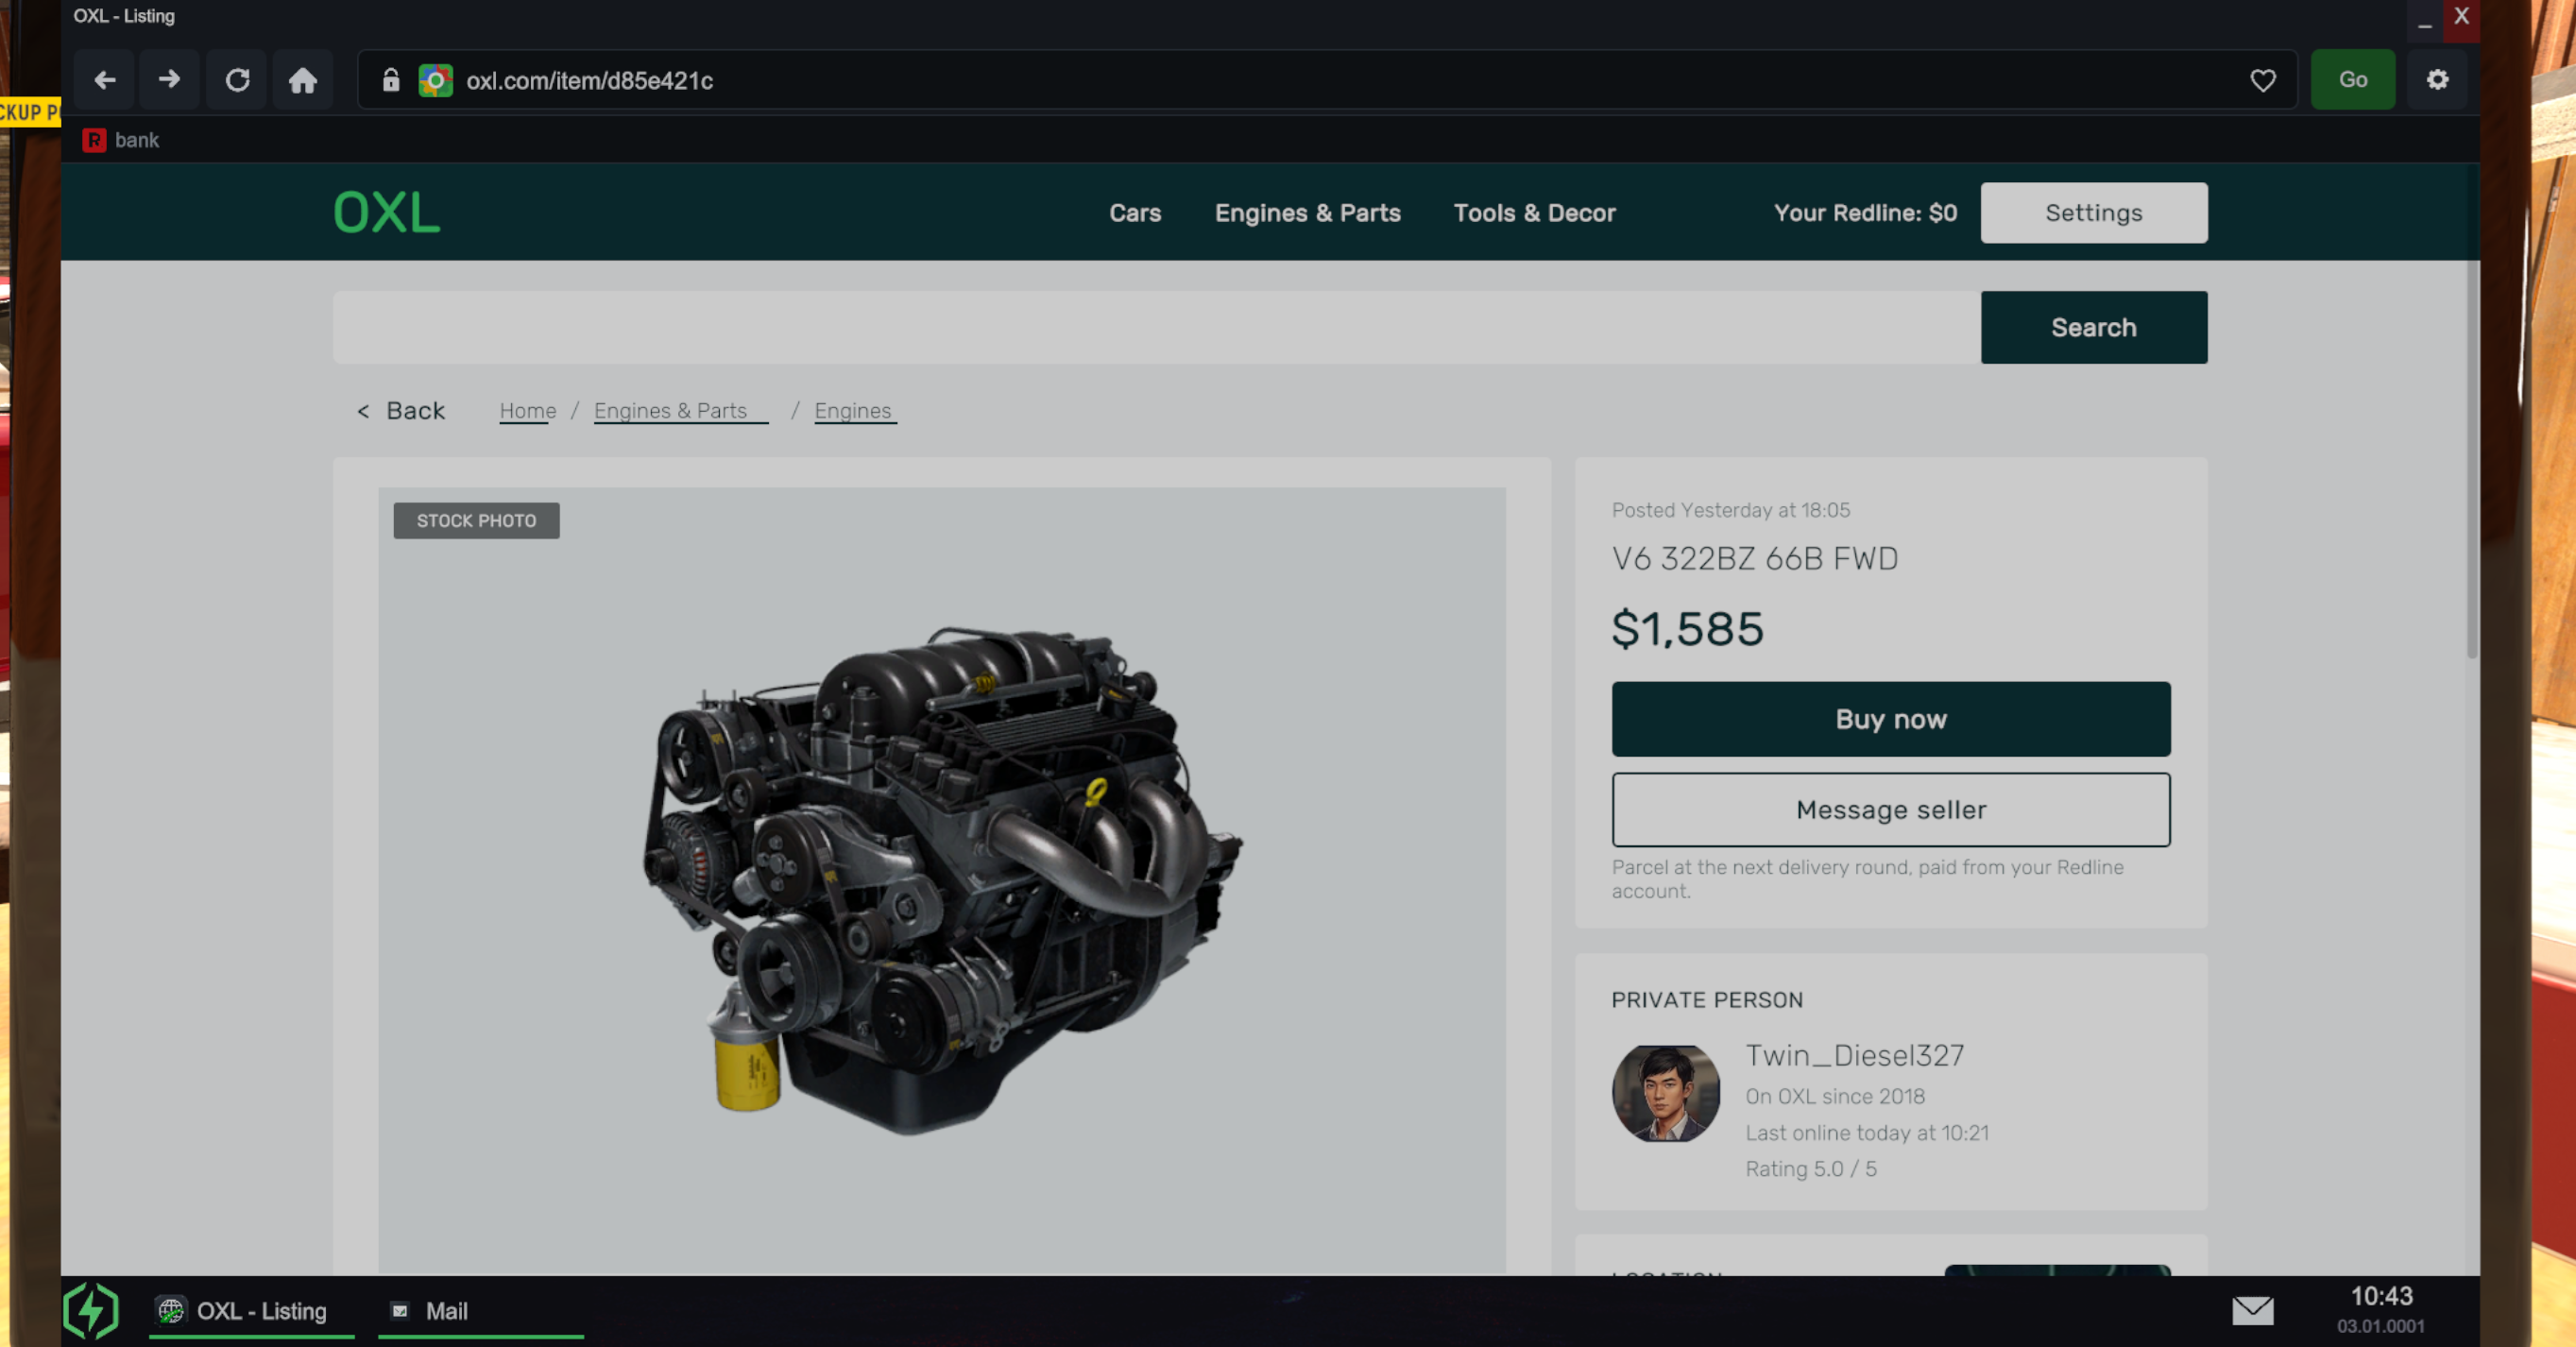 OXL - Listing
_ X
oxl.com/item/d85e421c
Go
R bank
OXL
Cars
Engines & Parts
Tools & Decor
Your Redline: $0
Settings
Search
< Back
Home / Engines & Parts / Engines
STOCK PHOTO
Posted Yesterday at 18:05
V6 322BZ 66B FWD
$1,585
Buy now
Message seller
Parcel at the next delivery round, paid from your Redline
account.
PRIVATE PERSON
Twin_Diesel327
On OXL since 2018
Last online today at 10:21
Rating 5.0 / 5
OXL - Listing
Mail
10:43
03.01.0001